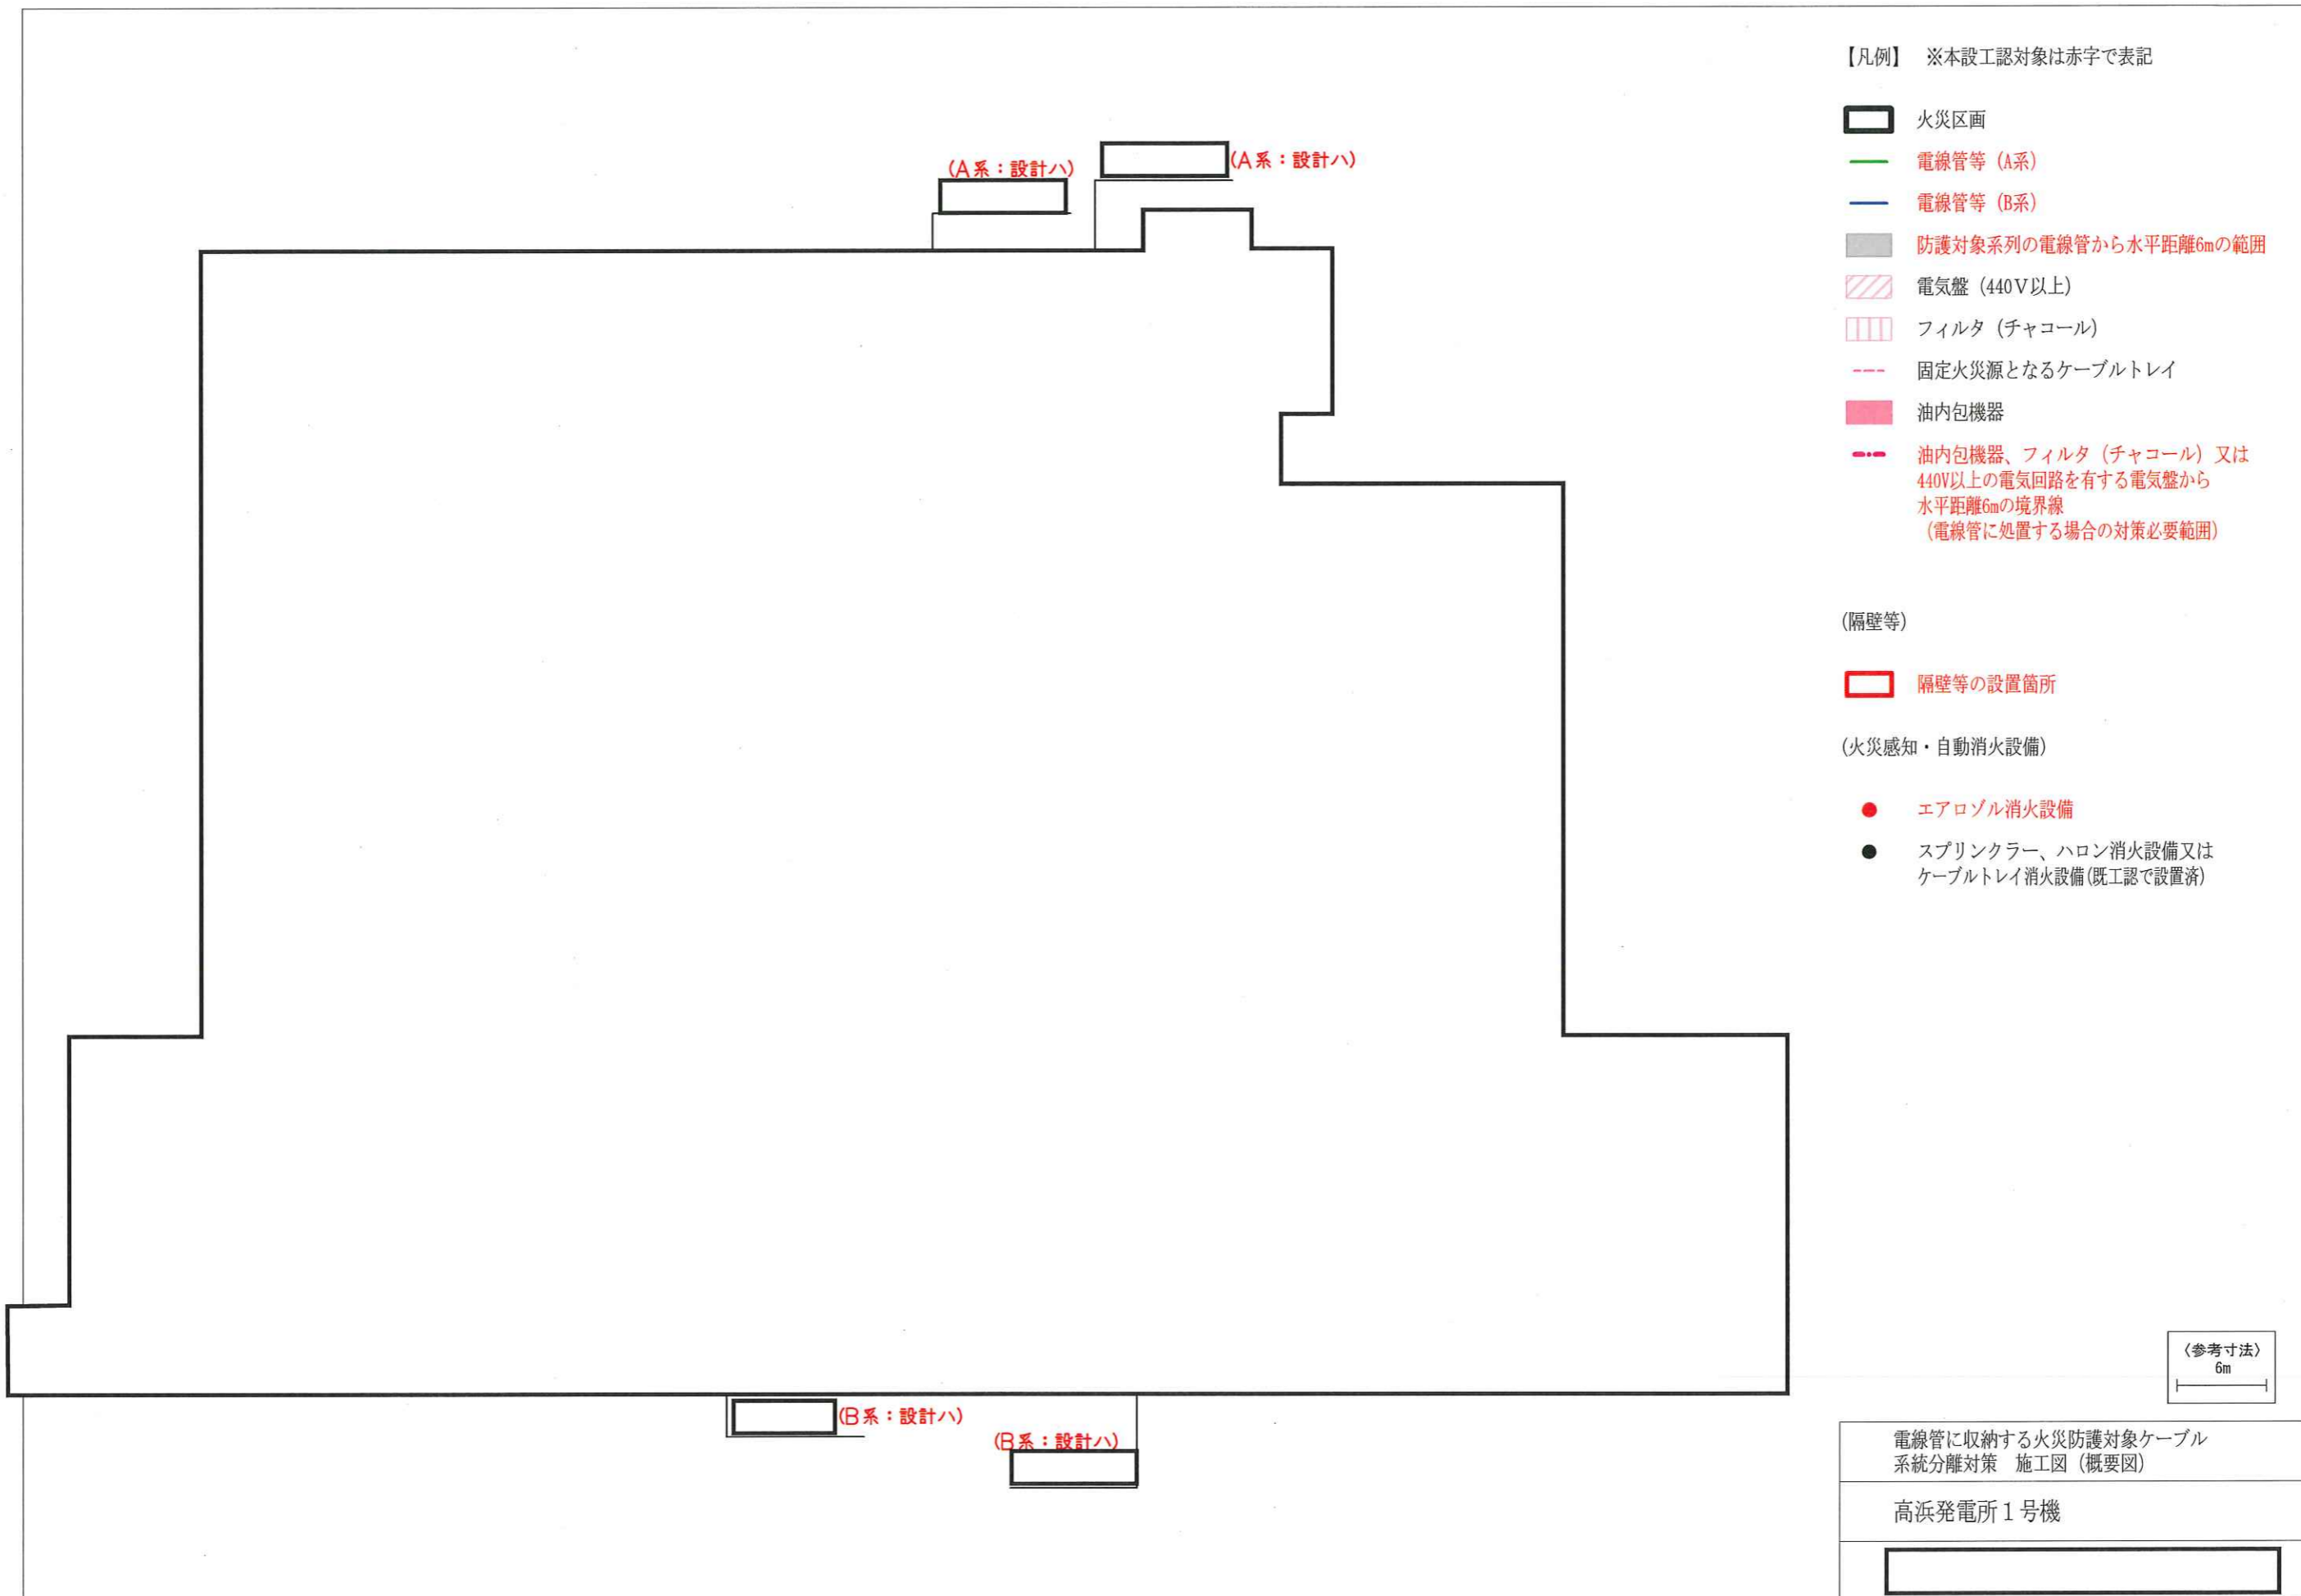 【凡例】 ※本設工認対象は赤字で表記
火災区画
電線管等（A系）
電線管等（B系）
防護対象系列の電線管から水平距離6mの範囲
電気盤（440V以上）
フィルタ（チャコール）
固定火災源となるケーブルトレイ
油内包機器
油内包機器、フィルタ（チャコール）又は
440V以上の電気回路を有する電気盤から
水平距離6mの境界線
（電線管に処置する場合の対策必要範囲）
(隔壁等)
隔壁等の設置箇所
(火災感知・自動消火設備)
エアロゾル消火設備
スプリンクラー、ハロン消火設備又は
ケーブルトレイ消火設備(既工認で設置済)
(A系：設計ハ)
(A系：設計ハ)
(B系：設計ハ)
(B系：設計ハ)
〈参考寸法〉
6m
電線管に収納する火災防護対象ケーブル
系統分離対策 施工図（概要図）
高浜発電所１号機